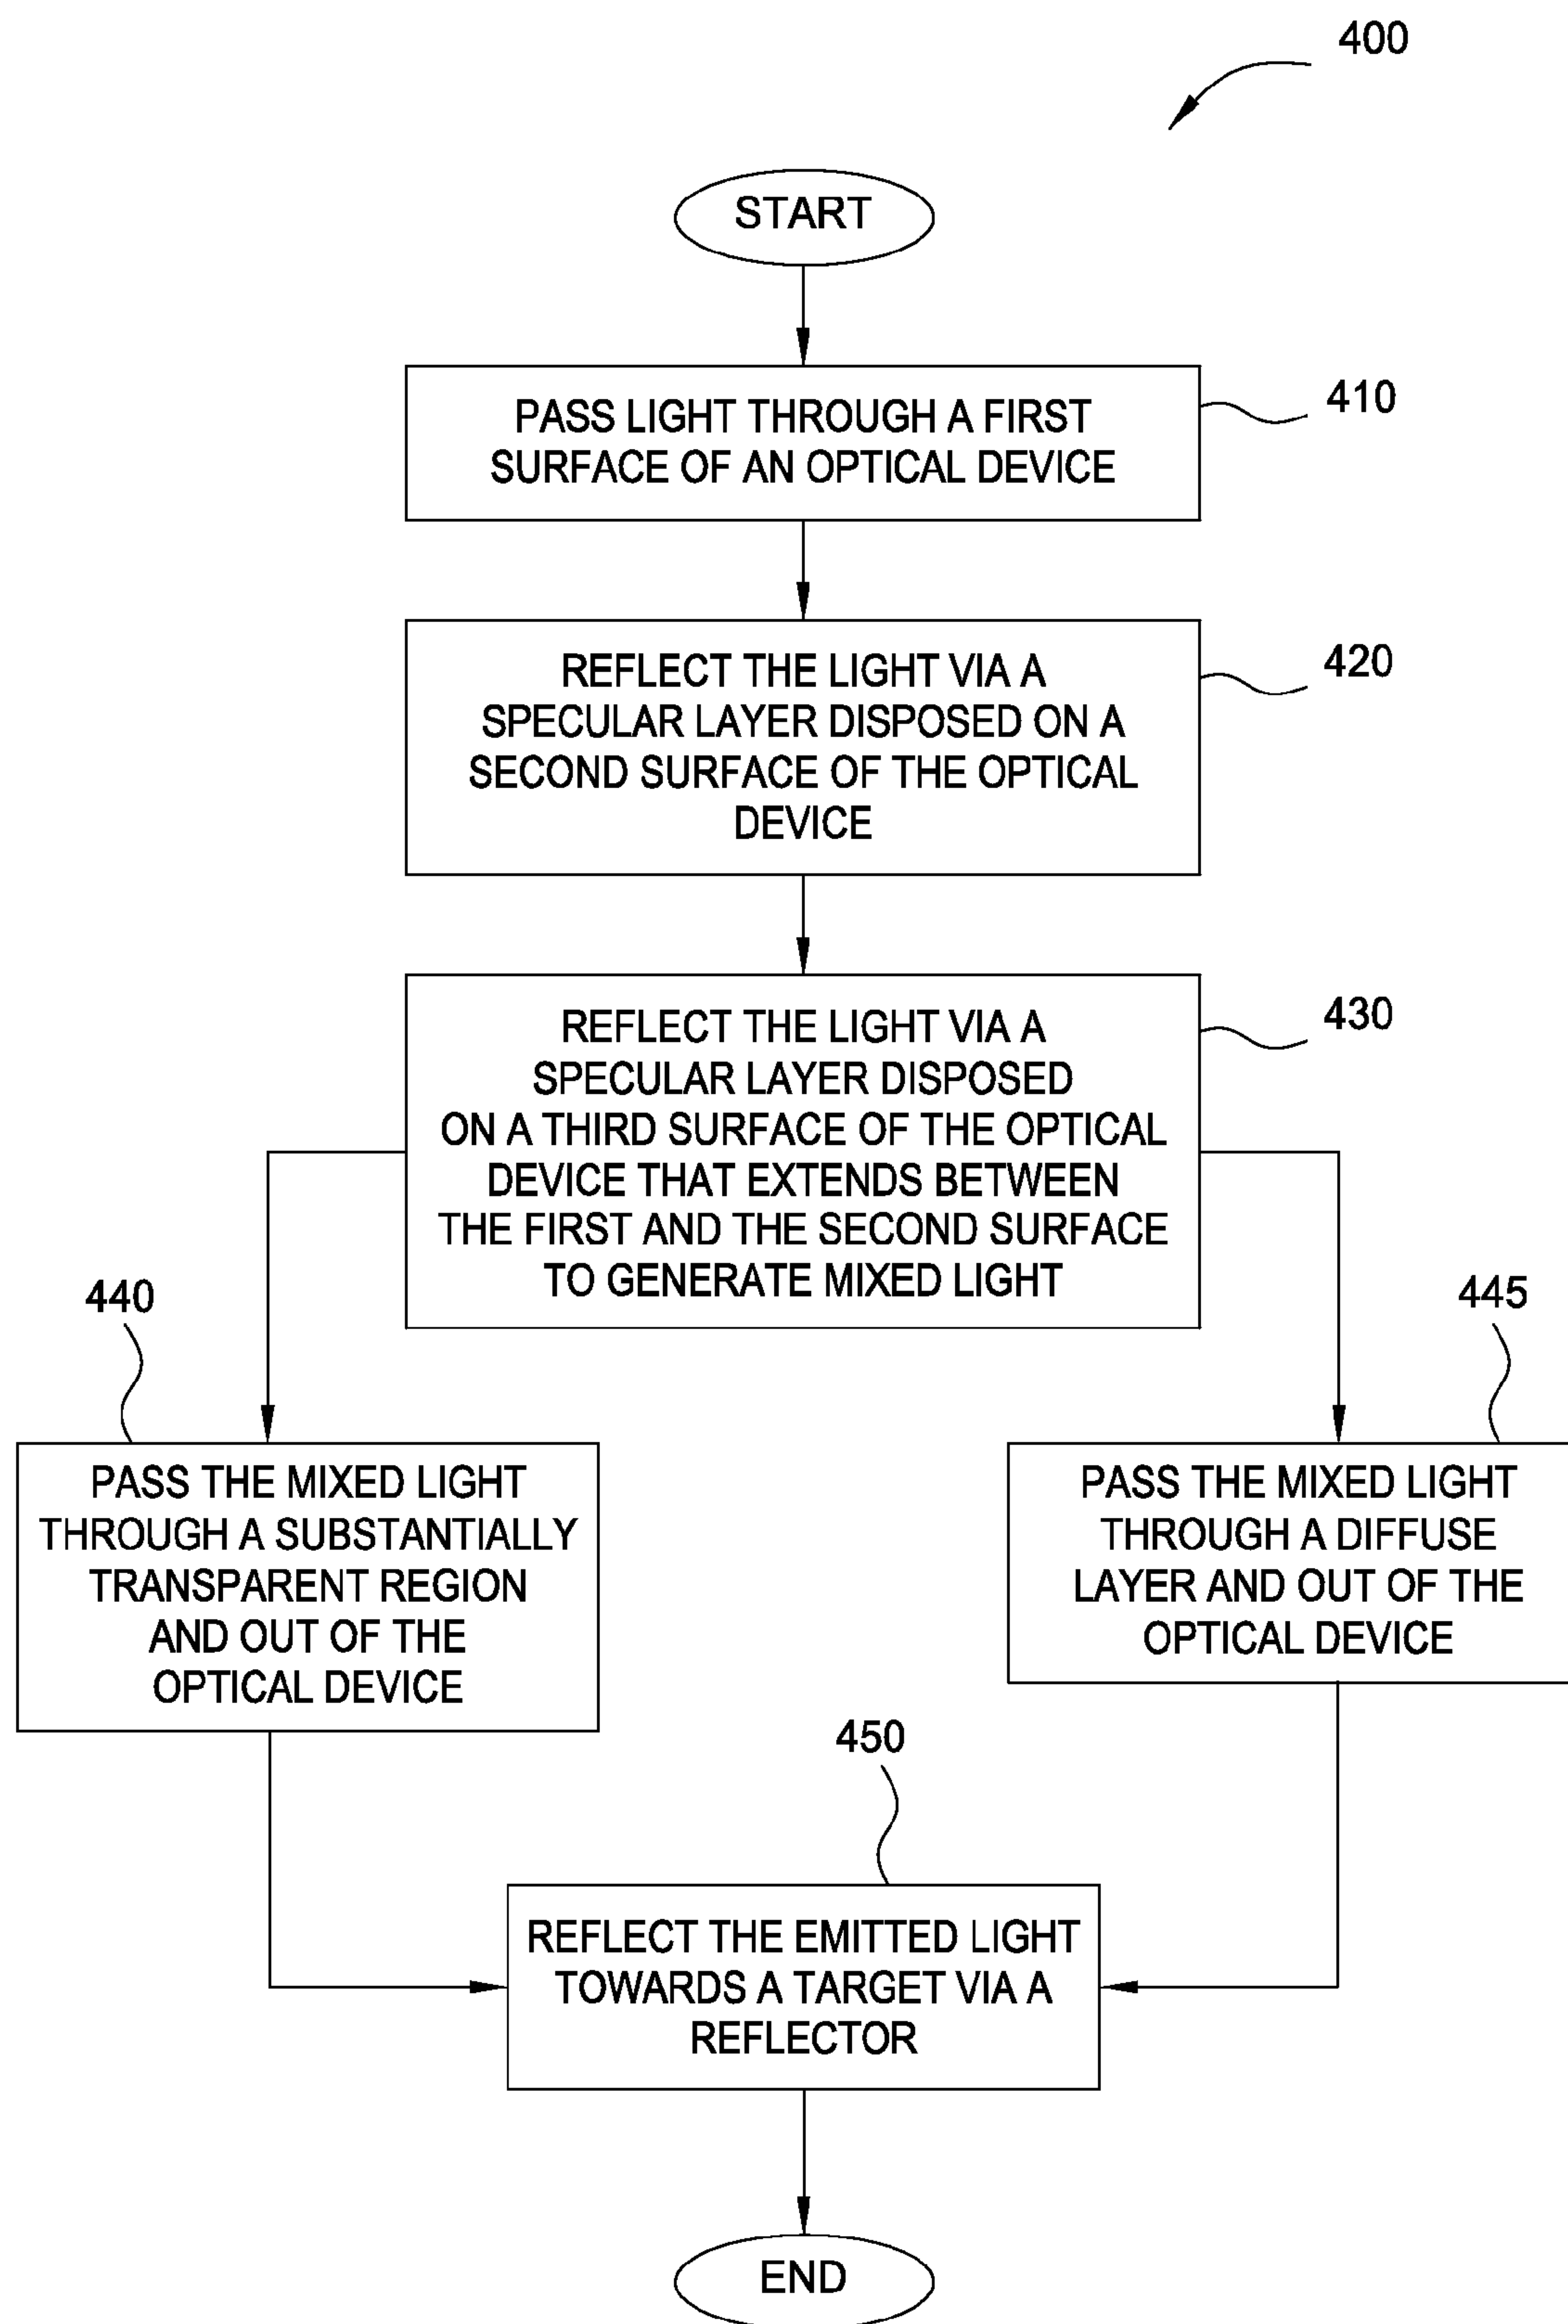 400
START
PASS LIGHT THROUGH A FIRST
SURFACE OF AN OPTICAL DEVICE
410
REFLECT THE LIGHT VIA A
SPECULAR LAYER DISPOSED ON A
SECOND SURFACE OF THE OPTICAL
DEVICE
420
REFLECT THE LIGHT VIA A
SPECULAR LAYER DISPOSED
ON A THIRD SURFACE OF THE OPTICAL
DEVICE THAT EXTENDS BETWEEN
THE FIRST AND THE SECOND SURFACE
TO GENERATE MIXED LIGHT
430
440
PASS THE MIXED LIGHT
THROUGH A SUBSTANTIALLY
TRANSPARENT REGION
AND OUT OF THE
OPTICAL DEVICE
445
PASS THE MIXED LIGHT
THROUGH A DIFFUSE
LAYER AND OUT OF THE
OPTICAL DEVICE
450
REFLECT THE EMITTED LIGHT
TOWARDS A TARGET VIA A
REFLECTOR
END